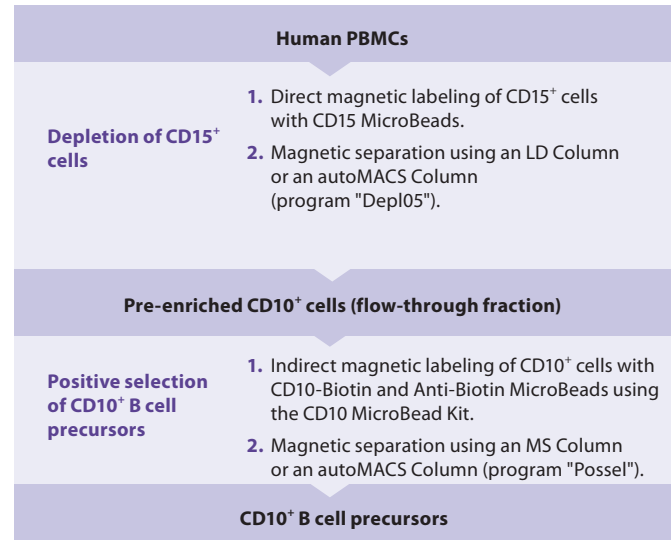 Human PBMCs
Depletion of CD15⁺
cells
1. Direct magnetic labeling of CD15⁺ cells
with CD15 MicroBeads.
2. Magnetic separation using an LD Column
or an autoMACS Column
(program "Depl05").
Pre-enriched CD10⁺ cells (flow-through fraction)
Positive selection
of CD10⁺ B cell
precursors
1. Indirect magnetic labeling of CD10⁺ cells with
CD10-Biotin and Anti-Biotin MicroBeads using
the CD10 MicroBead Kit.
2. Magnetic separation using an MS Column
or an autoMACS Column (program "Possel").
CD10⁺ B cell precursors